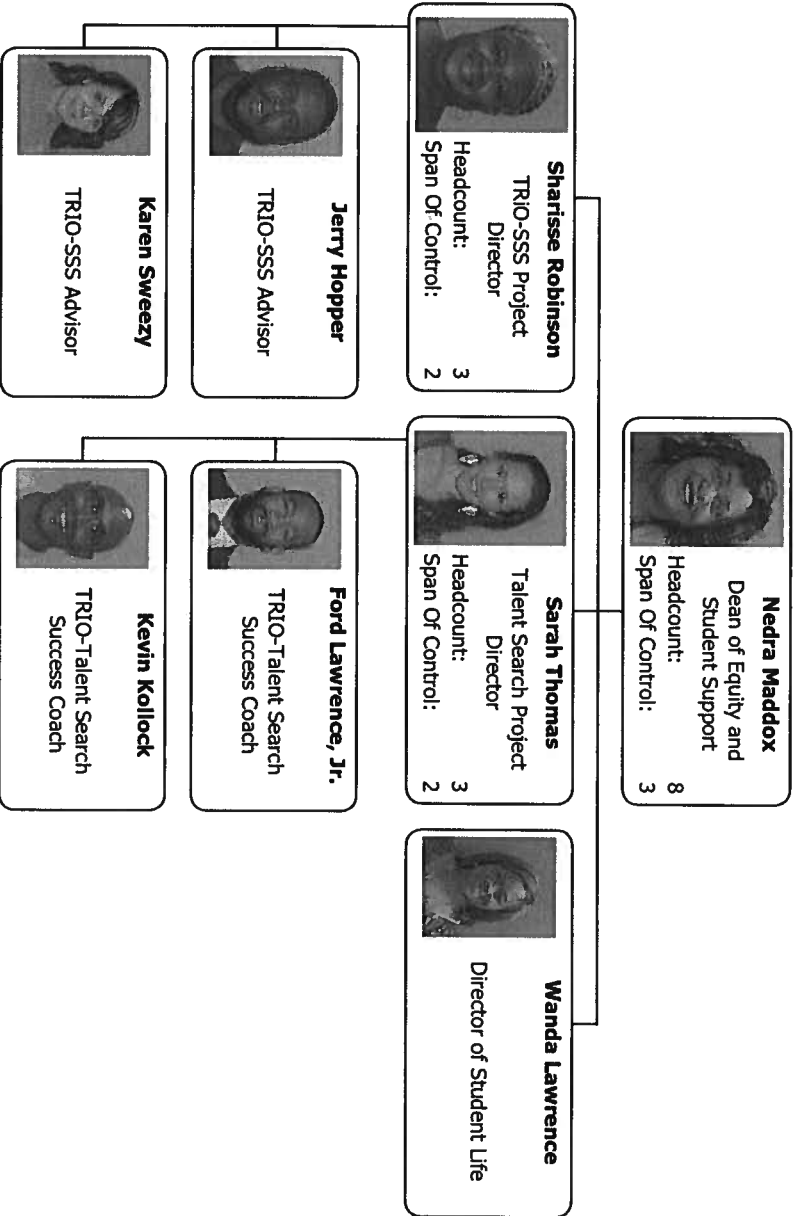 Nedra Maddox
Dean of Equity and
Student Support
Headcount: 8
Span Of Control: 3
Sharisse Robinson
TRiO-SSS Project
Director
Headcount: 3
Span Of Control: 2
Sarah Thomas
Talent Search Project
Director
Headcount: 3
Span Of Control: 2
Wanda Lawrence
Director of Student Life
Jerry Hopper
TRIO-SSS Advisor
Ford Lawrence, Jr.
TRIO-Talent Search
Success Coach
Karen Sweezy
TRIO-SSS Advisor
Kevin Kollock
TRIO-Talent Search
Success Coach